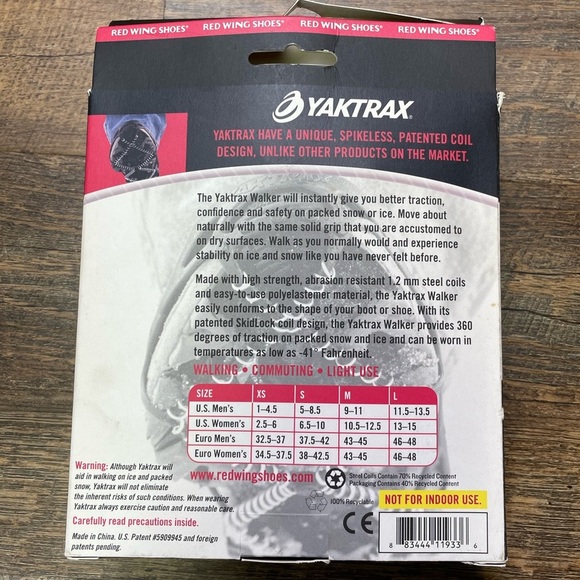 RED WING SHOES® RED WING SHOES® RED WING SHOES® RED WING SHOES®
YAKTRAX®
YAKTRAX HAVE A UNIQUE, SPIKELESS, PATENTED COIL
DESIGN, UNLIKE OTHER PRODUCTS ON THE MARKET.
The Yaktrax Walker will instantly give you better traction,
confidence and safety on packed snow or ice. Move about
naturally with the same solid grip that you are accustomed to
on dry surfaces. Walk as you normally would and experience
stability on ice and snow like you have never felt before.
Made with high strength, abrasion resistant 1.2 mm steel coils
and easy-to-use polyelastomer material, the Yaktrax Walker
easily conforms to the shape of your boot or shoe. With its
patented SkidLock coil design, the Yaktrax Walker provides 360
degrees of traction on packed snow and ice and can be worn in
temperatures as low as -41° Fahrenheit.
WALKING • COMMUTING • LIGHT USE
SIZE XS S M L
U.S. Men's 1–4.5 5–8.5 9–11 11.5–13.5
U.S. Women's 2.5–6 6.5–10 10.5–12.5 13–15
Euro Men's 32.5–37 37.5–42 43–45 46–48
Euro Women's 34.5–37.5 38–42.5 43–45 46–48
Warning: Although Yaktrax will
aid in walking on ice and packed
snow, Yaktrax will not eliminate
the inherent risks of such conditions. When wearing
Yaktrax always exercise caution and reasonable care.
Carefully read precautions inside.
Made in China. U.S. Patent #5909945 and foreign
patents pending.
www.redwingshoes.com
Steel Coils Contain 70% Recycled Content
Packaging Contains 40% Recycled Content
100% Recyclable
NOT FOR INDOOR USE.
CE
8 83444 11933 6